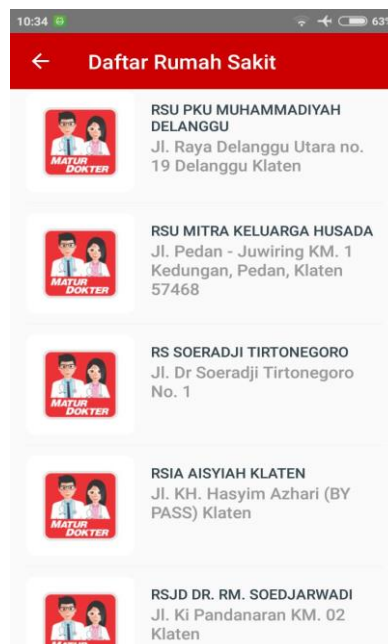 10:34
63%
Daftar Rumah Sakit
RSU PKU MUHAMMADIYAH
DELANGGU
Jl. Raya Delanggu Utara no.
19 Delanggu Klaten
MATUR
DOKTER
RSU MITRA KELUARGA HUSADA
Jl. Pedan - Juwiring KM. 1
Kedungan, Pedan, Klaten
57468
MATUR
DOKTER
RS SOERADJI TIRTONEGORO
Jl. Dr Soeradji Tirtonegoro
No. 1
MATUR
DOKTER
RSIA AISYIAH KLATEN
Jl. KH. Hasyim Azhari (BY
PASS) Klaten
MATUR
DOKTER
RSJD DR. RM. SOEDJARWADI
Jl. Ki Pandanaran KM. 02
Klaten
MATUR